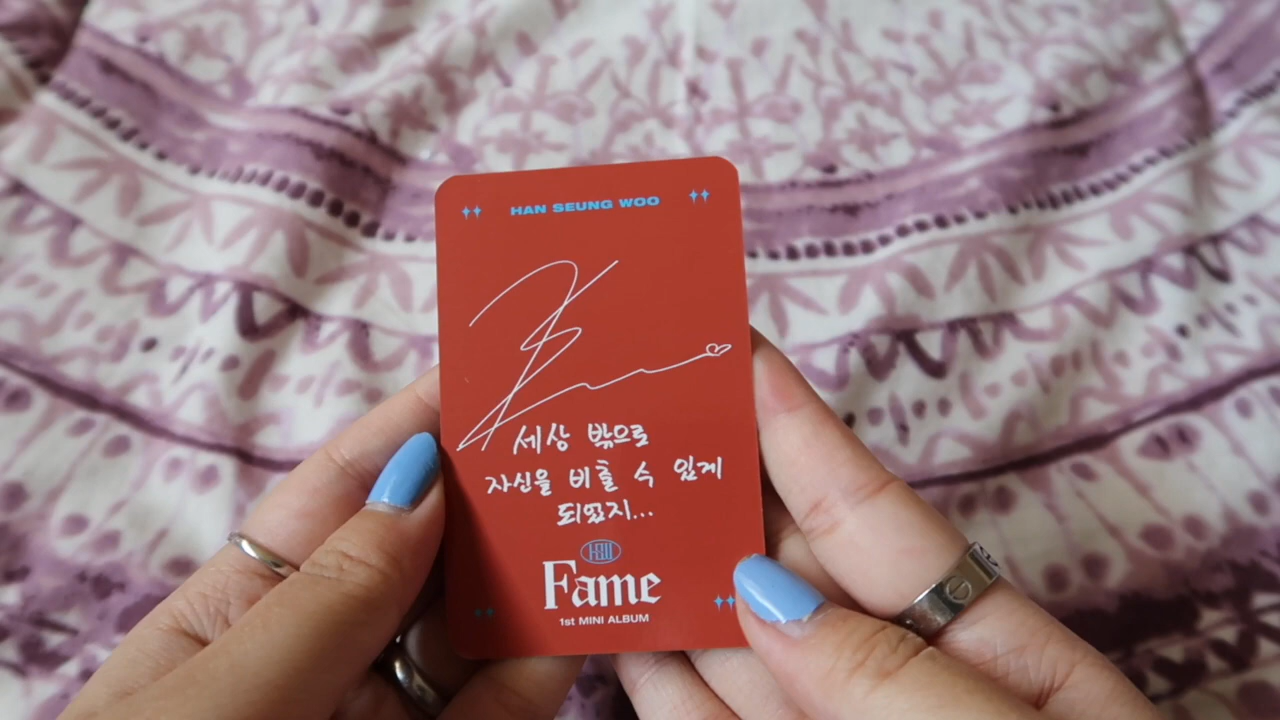 HAN SEUNG WOO
세상 밖으로
자신을 비출 수 있게
되었지...
Fame
1st MINI ALBUM